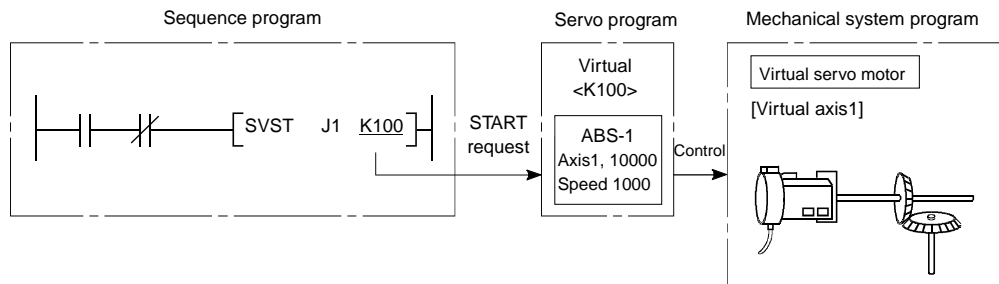 Sequence program
SVST J1 K100
START
request
Servo program
Virtual
<K100>
ABS-1
Axis1, 10000
Speed 1000
Control
Mechanical system program
Virtual servo motor
[Virtual axis1]